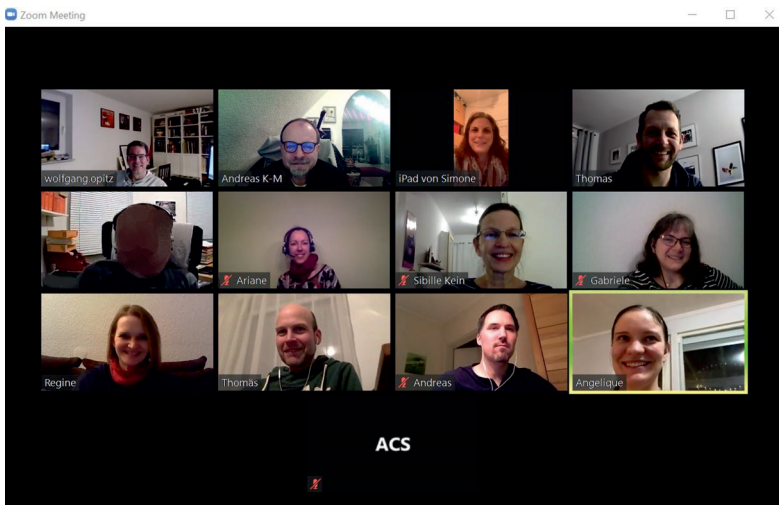 Zoom Meeting
wolfgang.opitz
Andreas K-M
iPad von Simone
Thomas
Ariane
Sibille Kein
Gabriele
Regine
Thomas
Andreas
Angelique
ACS